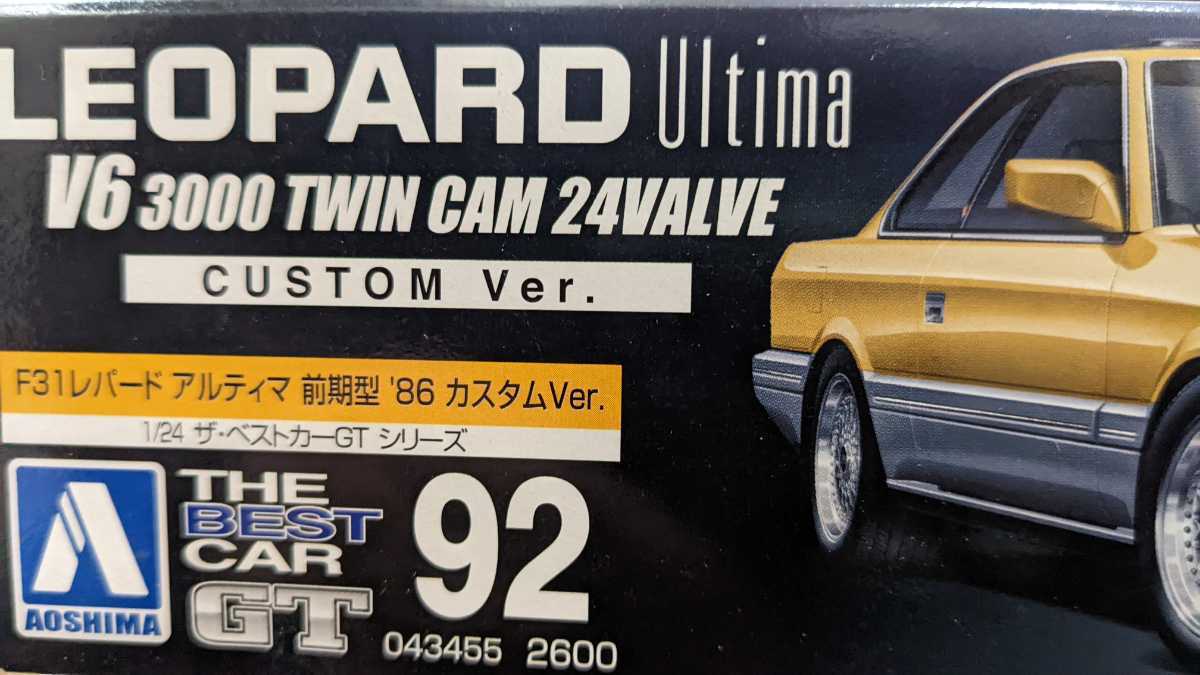 LEOPARD Ultima
V6 3000 TWIN CAM 24VALVE
CUSTOM Ver.
F31レパード アルティマ 前期型 '86 カスタムVer.
1/24 ザ・ベストカーGT シリーズ
AOSHIMA
THE
BEST
CAR
GT
92
043455 2600